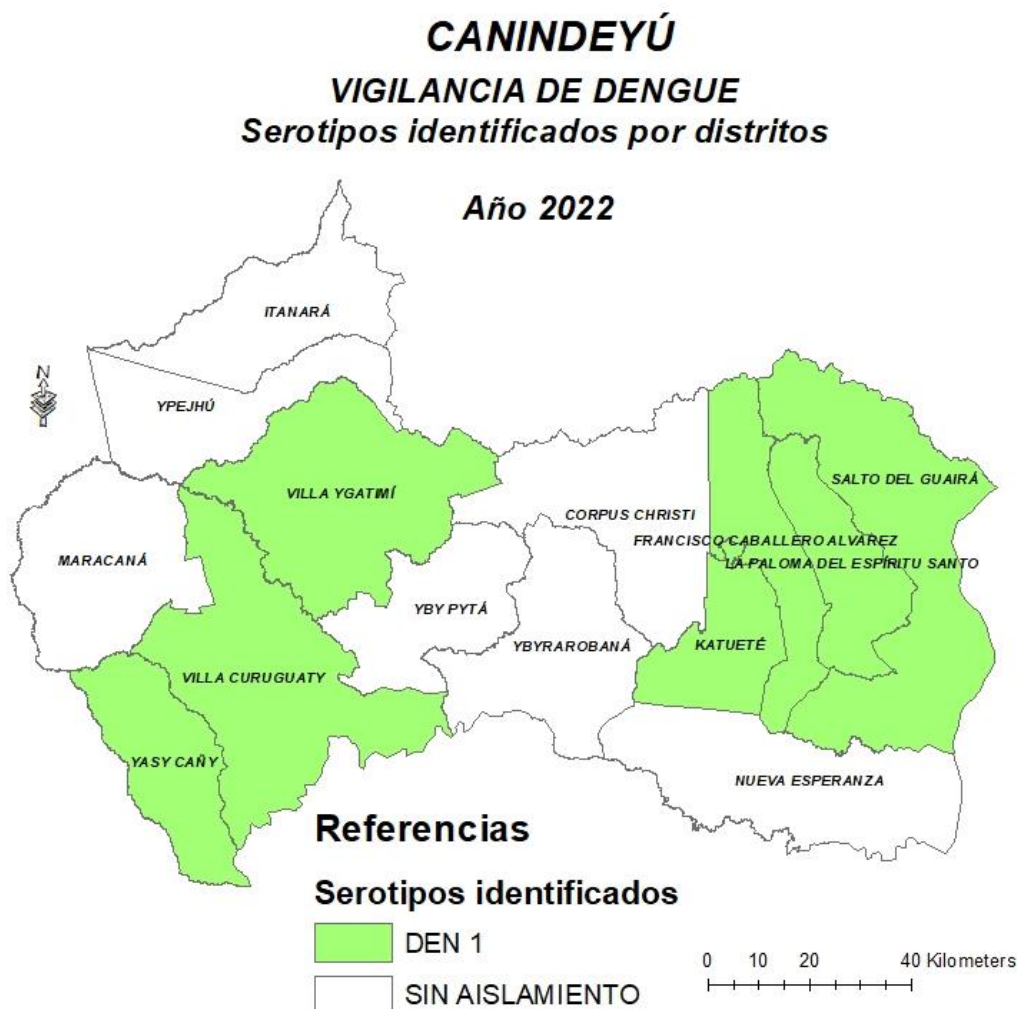 CANINDEYÚ
VIGILANCIA DE DENGUE
Serotipos identificados por distritos
Año 2022
ITANARÁ
N
YPEJHÚ
SALTO DEL GUAIRÁ
VILLA YGATIMÍ
CORPUS CHRISTI
FRANCISCO CABALLERO ALVAREZ
MARACANÁ
LA PALOMA DEL ESPÍRITU SANTO
YBY PYTÁ
YBYRAROBANÁ
KATUETÉ
VILLA CURUGUATY
YASY CAÑY
NUEVA ESPERANZA
Referencias
Serotipos identificados
DEN 1
0 10 20 40 Kilometers
SIN AISLAMIENTO